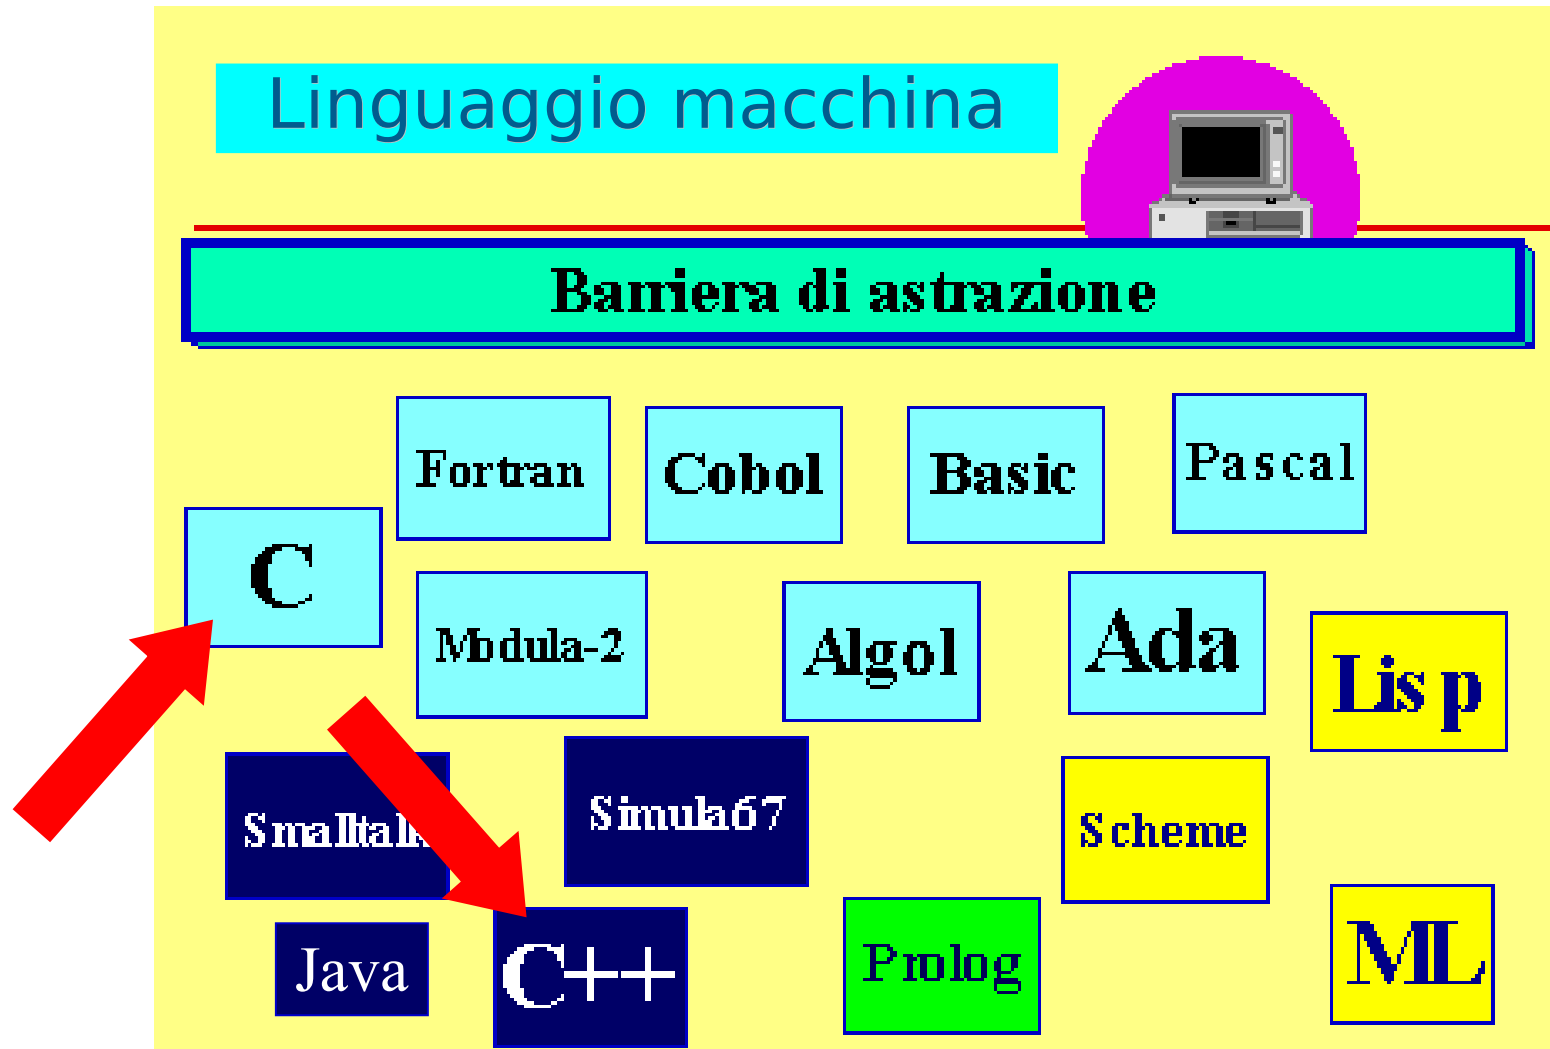 Linguaggio macchina
Barriera di astrazione
Fortran
Cobol
Basic
Pascal
C
Modula-2
Algol
Ada
Lisp
Smalltalk
Simula67
Scheme
Java
C++
Prolog
ML